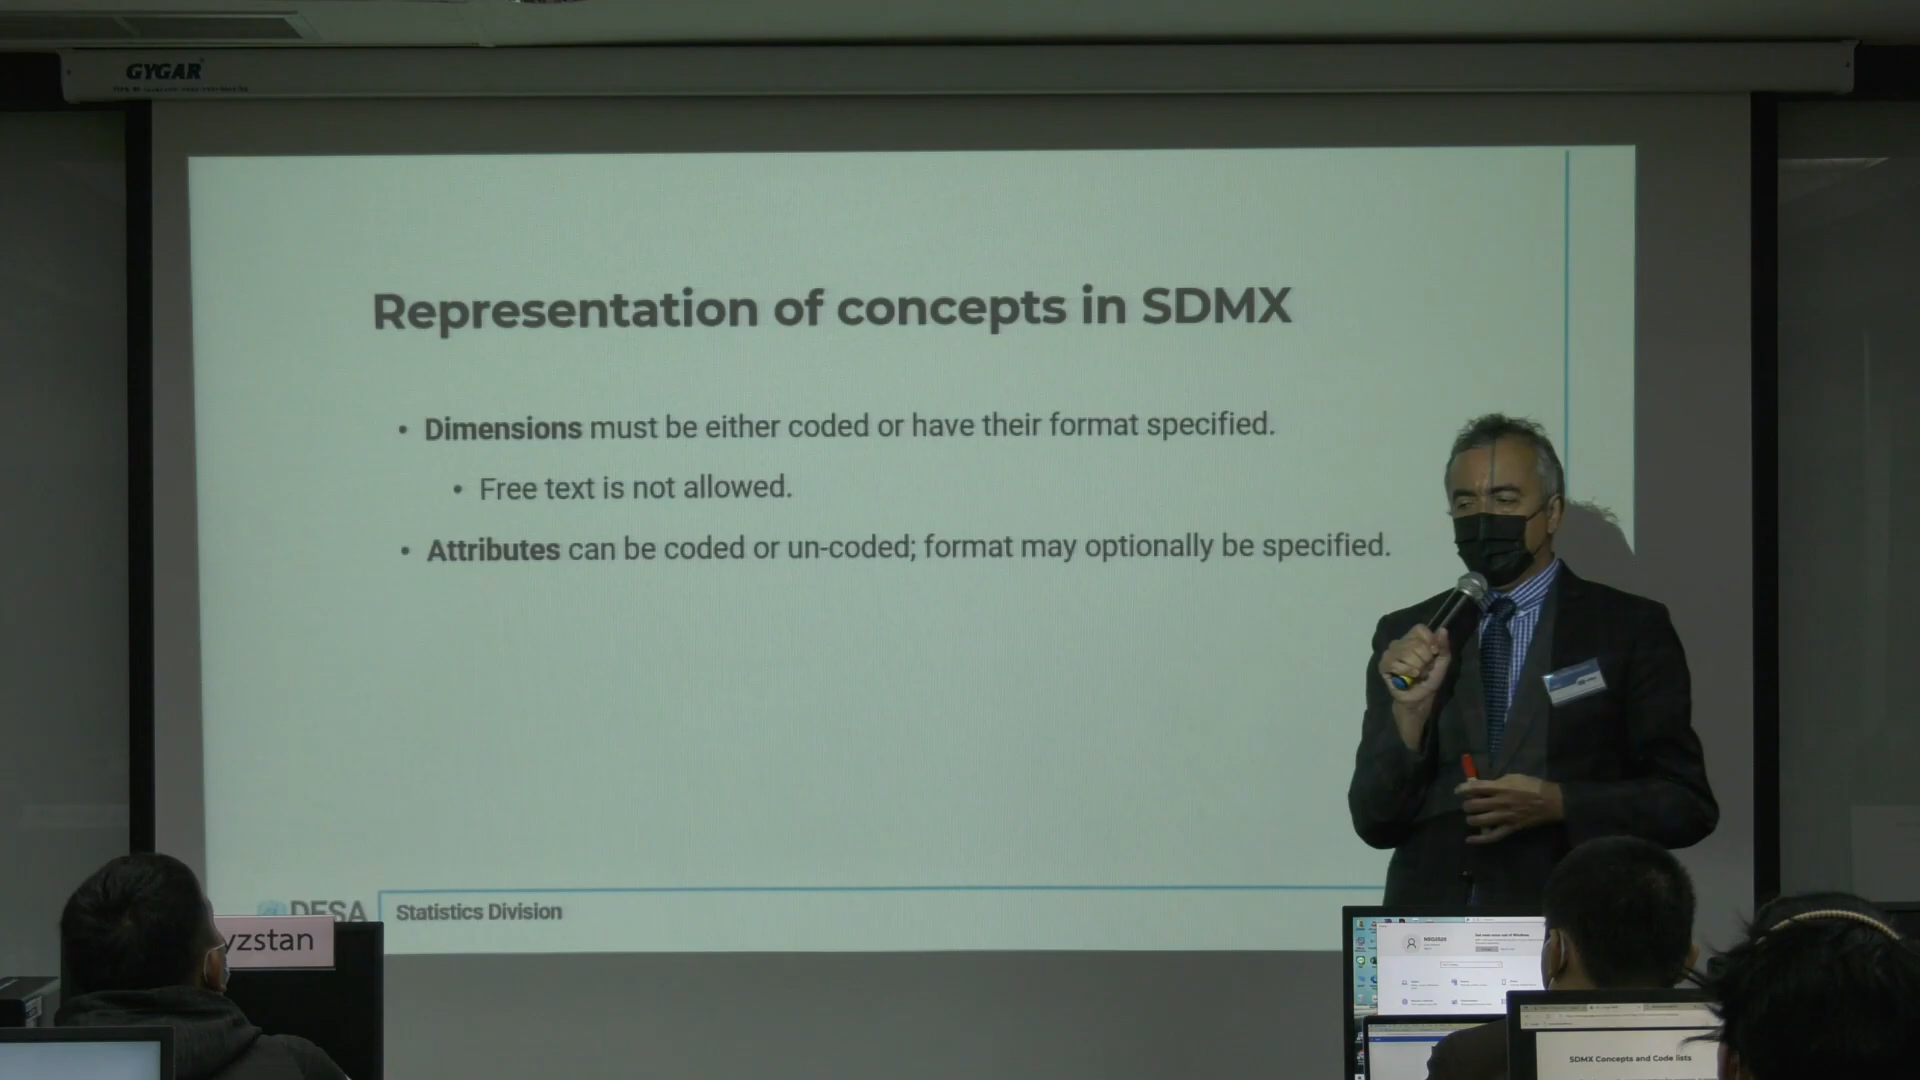 GYGAR
Representation of concepts in SDMX
• Dimensions must be either coded or have their format specified.
• Free text is not allowed.
• Attributes can be coded or un-coded; format may optionally be specified.
DESA
Statistics Division
yzstan
SDMX Concepts and Code lists